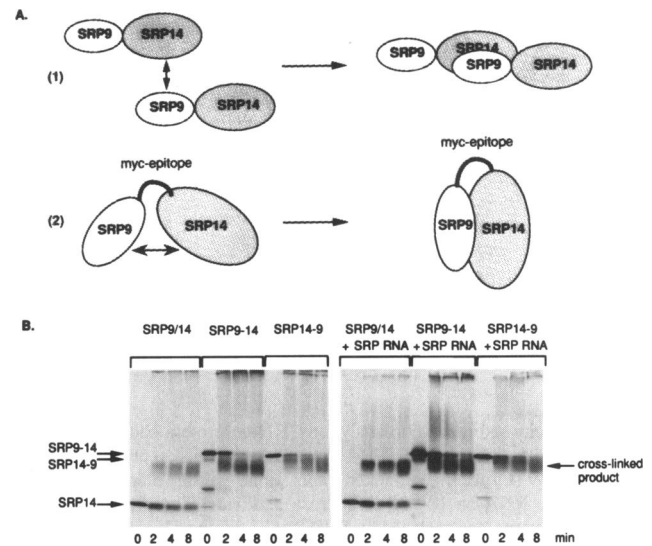 A.
SRP9 SRP14
(1)
SRP9 SRP14
SRP9 SRP14 SRP9 SRP14
myc-epitope
(2)
SRP9 SRP14
myc-epitope
SRP9 SRP14
B.
SRP9/14 SRP9-14 SRP14-9
SRP9/14 SRP9-14 SRP14-9
+ SRP RNA + SRP RNA + SRP RNA
SRP9-14
SRP14-9
SRP14
cross-linked
product
0 2 4 8 0 2 4 8 0 2 4 8
0 2 4 8 0 2 4 8 0 2 4 8 min